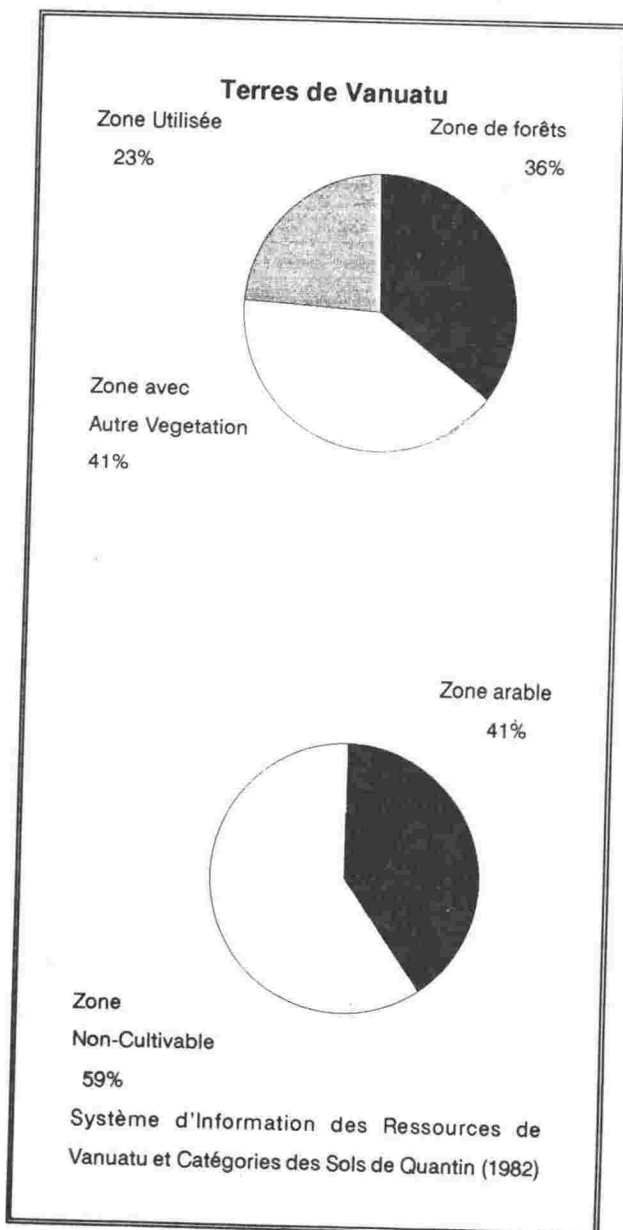 Terres de Vanuatu
Zone Utilisée
23%
Zone de forêts
36%
Zone avec
Autre Vegetation
41%
Zone arable
41%
Zone
Non-Cultivable
59%
Système d'Information des Ressources de
Vanuatu et Catégories des Sols de Quantin (1982)